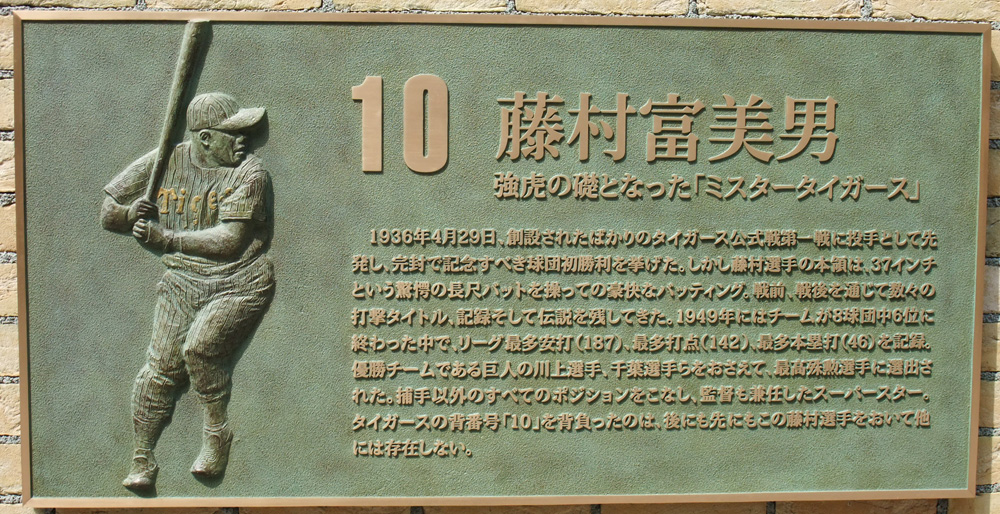 10 藤村富美男
強虎の礎となった「ミスタータイガース」
Tige
1936年4月29日、創設されたばかりのタイガース公式戦第一戦に投手として先
発し、完封で記念すべき球団初勝利を挙げた。しかし藤村選手の本領は、37インチ
という驚愕の長尺バットを操っての豪快なバッティング。戦前、戦後を通じて数々の
打撃タイトル、記録そして伝説を残してきた。1949年にはチームが8球団中6位に
終わった中で、リーグ最多安打(187)、最多打点(142)、最多本塁打(46)を記録。
優勝チームである巨人の川上選手、千葉選手らをおさえて、最高殊勲選手に選出さ
れた。捕手以外のすべてのポジションをこなし、監督も兼任したスーパースター。
タイガースの背番号「10」を背負ったのは、後にも先にもこの藤村選手をおいて他
には存在しない。